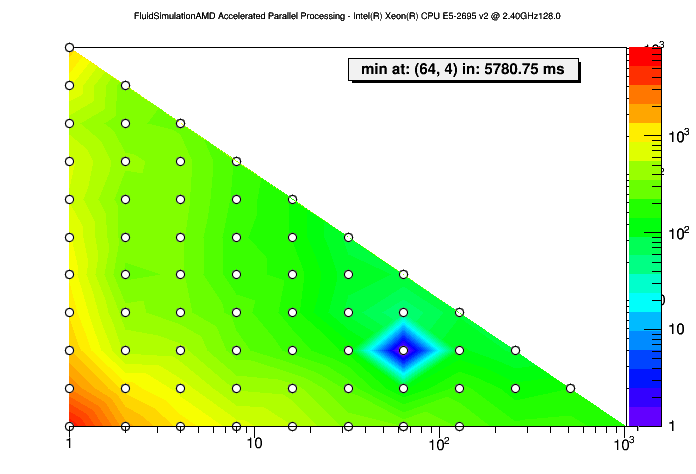 FluidSimulationAMD Accelerated Parallel Processing - Intel(R) Xeon(R) CPU E5-2695 v2 @ 2.40GHz128.0
min at: (64, 4) in: 5780.75 ms
10³
10²
10
1
1 10 10² 10³